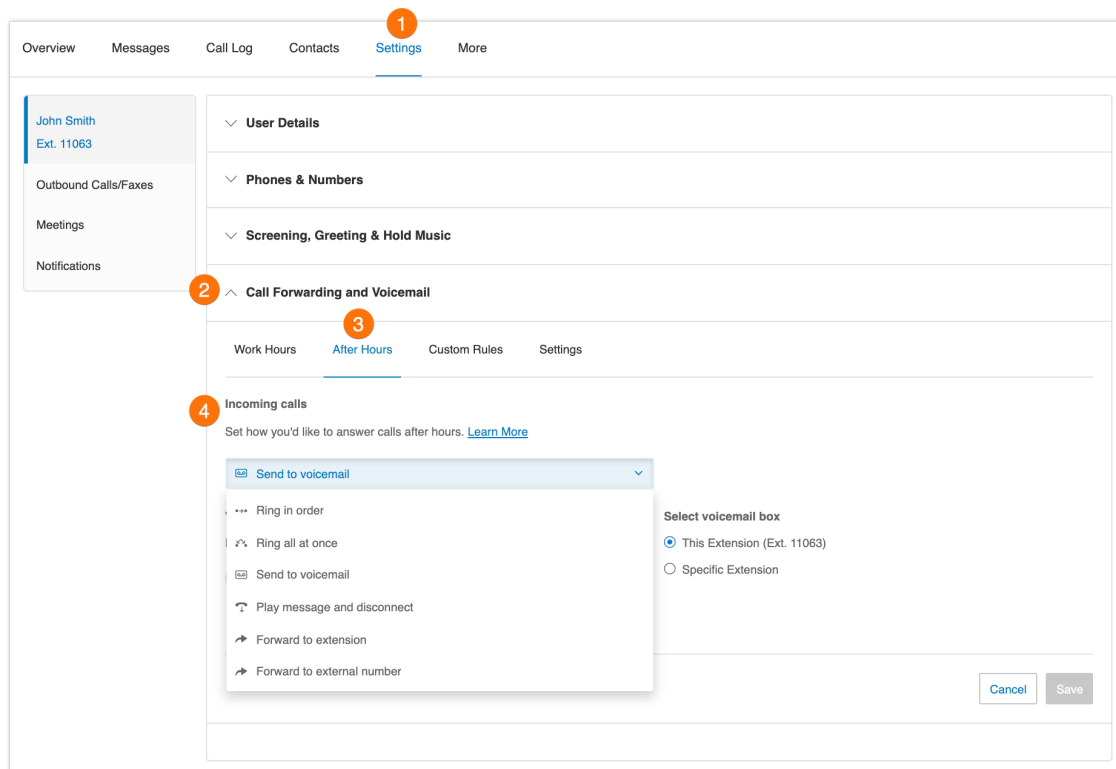 1
Overview Messages Call Log Contacts Settings More
John Smith
Ext. 11063
Outbound Calls/Faxes
Meetings
Notifications
User Details
Phones & Numbers
Screening, Greeting & Hold Music
2 Call Forwarding and Voicemail
3
Work Hours After Hours Custom Rules Settings
4 Incoming calls
Set how you'd like to answer calls after hours. Learn More
Send to voicemail
Ring in order
Ring all at once
Send to voicemail
Play message and disconnect
Forward to extension
Forward to external number
Select voicemail box
This Extension (Ext. 11063)
Specific Extension
Cancel Save